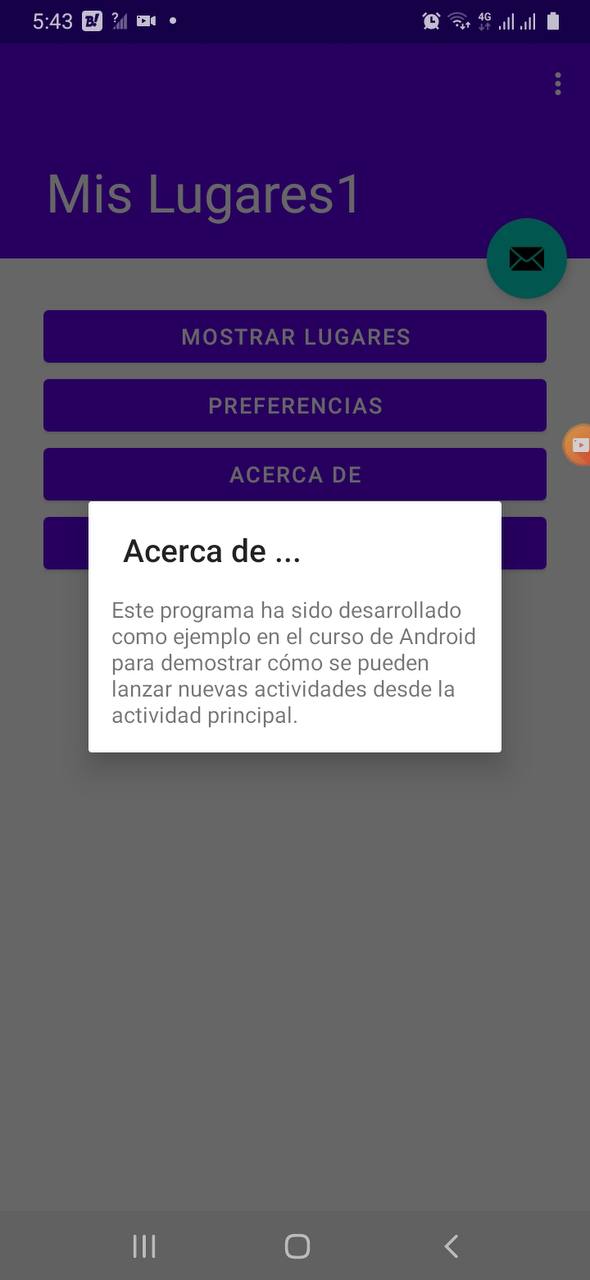 5:43
B!
?
4G
Mis Lugares1
MOSTRAR LUGARES
PREFERENCIAS
ACERCA DE
Acerca de ...
Este programa ha sido desarrollado
como ejemplo en el curso de Android
para demostrar cómo se pueden
lanzar nuevas actividades desde la
actividad principal.